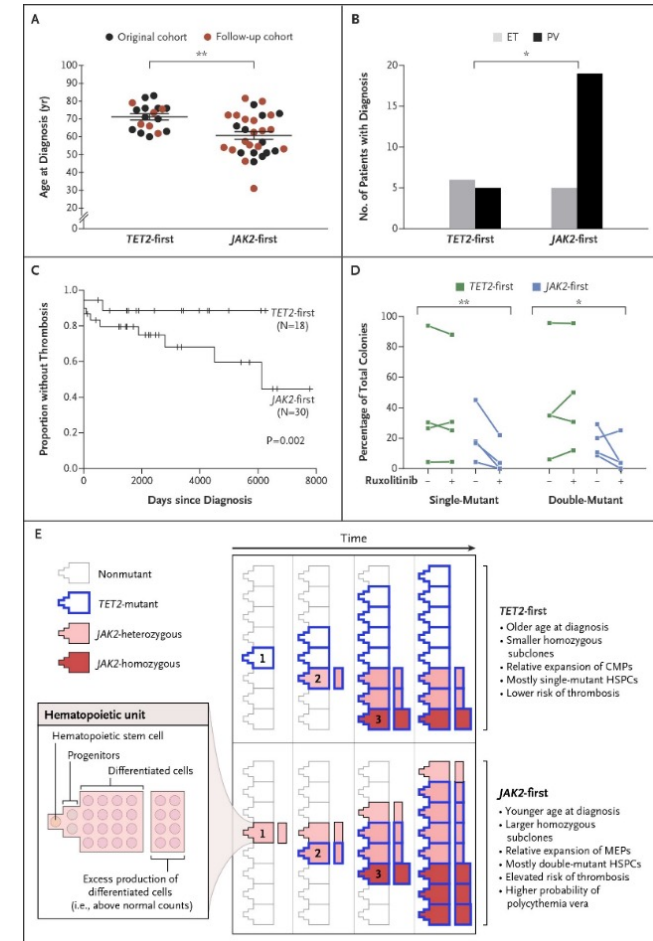 A
Original cohort Follow-up cohort
**
Age at Diagnosis (yr)
100
90
80
70
60
50
40
30
20
0
TET2-first JAK2-first
B
ET PV
*
No. of Patients with Diagnosis
20
15
10
5
0
TET2-first JAK2-first
C
Proportion without Thrombosis
1.0
0.8
0.6
0.4
0.2
0.0
TET2-first
(N=18)
JAK2-first
(N=30)
P=0.002
0 2000 4000 6000 8000
Days since Diagnosis
D
TET2-first JAK2-first
** *
Percentage of Total Colonies
100
80
60
40
20
0
Ruxolitinib – + – + – + – +
Single-Mutant Double-Mutant
E
Time
Nonmutant
TET2-mutant
JAK2-heterozygous
JAK2-homozygous
1
2
3
TET2-first
• Older age at diagnosis
• Smaller homozygous
subclones
• Relative expansion of CMPs
• Mostly single-mutant HSPCs
• Lower risk of thrombosis
Hematopoietic unit
Hematopoietic stem cell
Progenitors
Differentiated cells
Excess production of
differentiated cells
(i.e., above normal counts)
1
2
3
JAK2-first
• Younger age at diagnosis
• Larger homozygous
subclones
• Relative expansion of MEPs
• Mostly double-mutant HSPCs
• Elevated risk of thrombosis
• Higher probability of
polycythemia vera